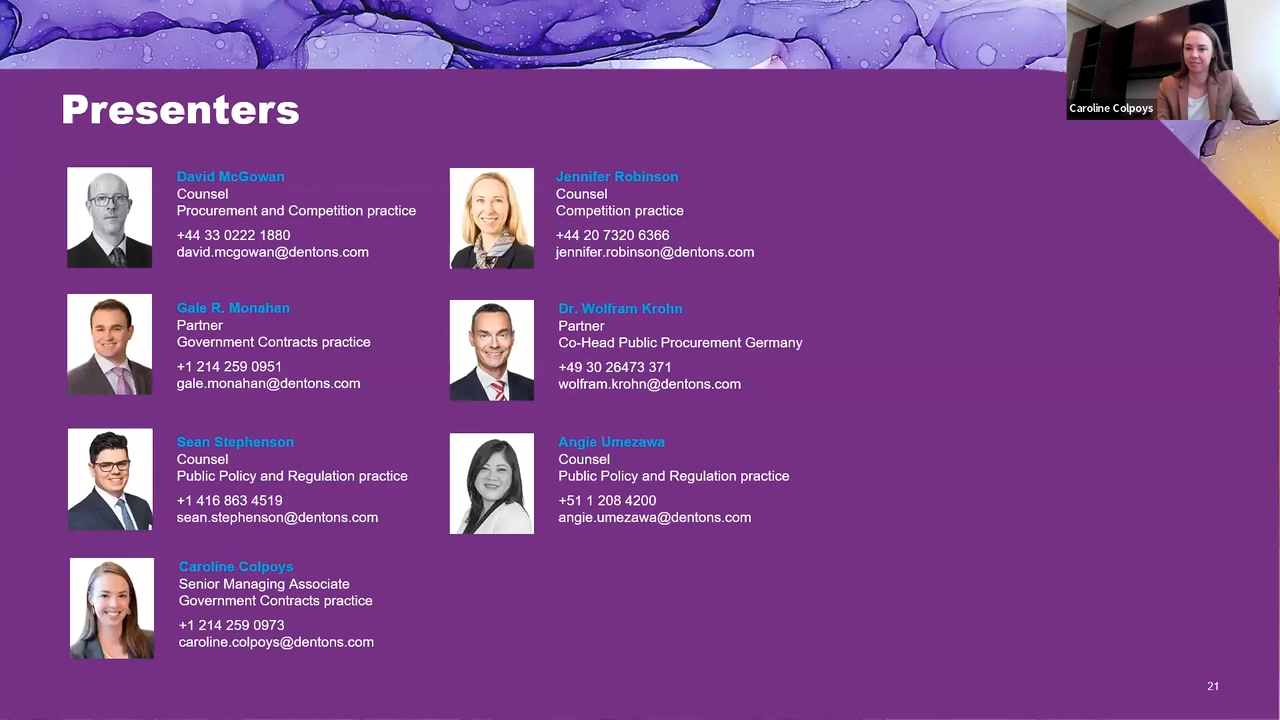 Presenters
Caroline Colpoys
David McGowan
Counsel
Procurement and Competition practice
+44 33 0222 1880
david.mcgowan@dentons.com
Jennifer Robinson
Counsel
Competition practice
+44 20 7320 6366
jennifer.robinson@dentons.com
Gale R. Monahan
Partner
Government Contracts practice
+1 214 259 0951
gale.monahan@dentons.com
Dr. Wolfram Krohn
Partner
Co-Head Public Procurement Germany
+49 30 26473 371
wolfram.krohn@dentons.com
Sean Stephenson
Counsel
Public Policy and Regulation practice
+1 416 863 4519
sean.stephenson@dentons.com
Angie Umezawa
Counsel
Public Policy and Regulation practice
+51 1 208 4200
angie.umezawa@dentons.com
Caroline Colpoys
Senior Managing Associate
Government Contracts practice
+1 214 259 0973
caroline.colpoys@dentons.com
21